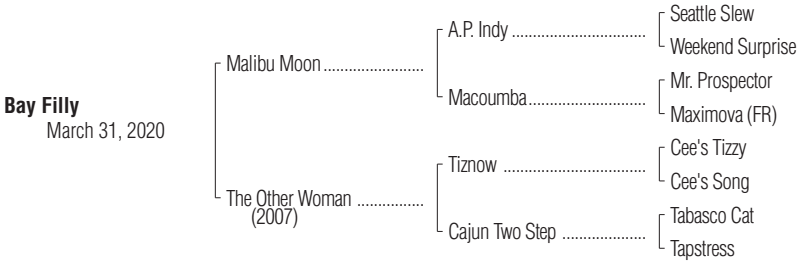 Bay Filly
March 31, 2020
Malibu Moon........................
The Other Woman ................
(2007)
A.P. Indy ................................
Macoumba............................
Tiznow ..................................
Cajun Two Step ....................
Seattle Slew
Weekend Surprise
Mr. Prospector
Maximova (FR)
Cee's Tizzy
Cee's Song
Tabasco Cat
Tapstress